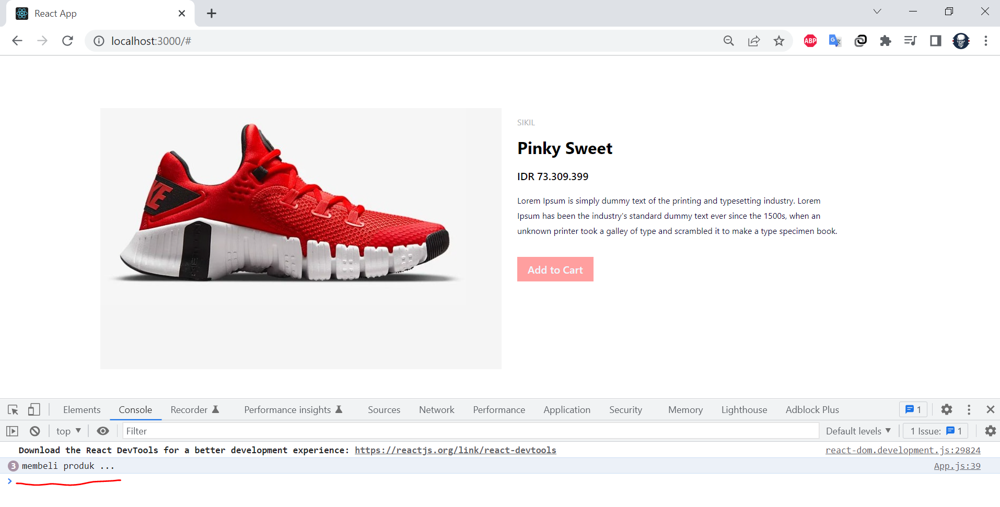 React App
localhost:3000/#
ABP
SIKIL
Pinky Sweet
IDR 73.309.399
Lorem Ipsum is simply dummy text of the printing and typesetting industry. Lorem
Ipsum has been the industry's standard dummy text ever since the 1500s, when an
unknown printer took a galley of type and scrambled it to make a type specimen book.
Add to Cart
Elements Console Recorder Performance insights Sources Network Performance Application Security Memory Lighthouse Adblock Plus 1
top Filter Default levels 1 Issue: 1
Download the React DevTools for a better development experience: https://reactjs.org/link/react-devtools react-dom.development.js:29824
3 membeli produk ... App.js:39